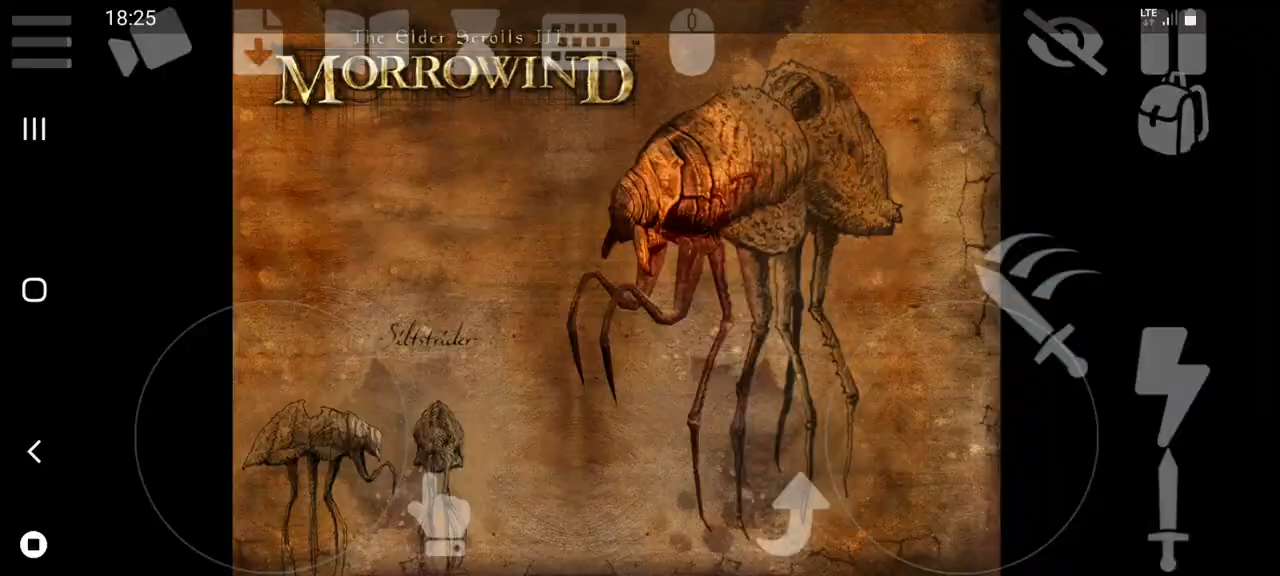 18:25
LTE
The Elder Scrolls III
MORROWIND
Siltstrider